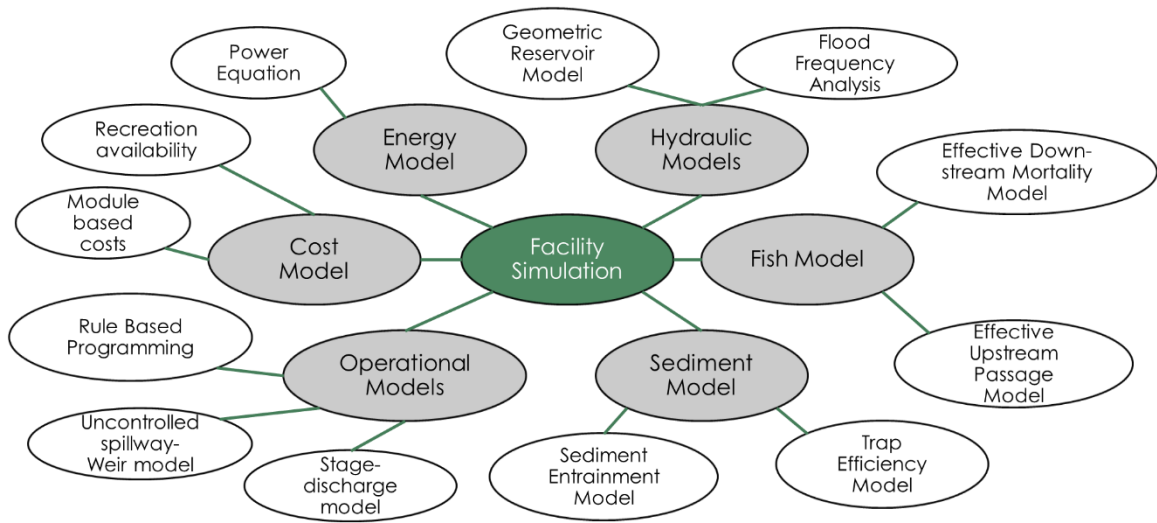 Power
Equation
Geometric
Reservoir
Model
Flood
Frequency
Analysis
Recreation
availability
Energy
Model
Hydraulic
Models
Effective Down-
stream Mortality
Model
Module
based
costs
Cost
Model
Facility
Simulation
Fish Model
Rule Based
Programming
Operational
Models
Sediment
Model
Effective
Upstream
Passage
Model
Uncontrolled
spillway-
Weir model
Stage-
discharge
model
Sediment
Entrainment
Model
Trap
Efficiency
Model